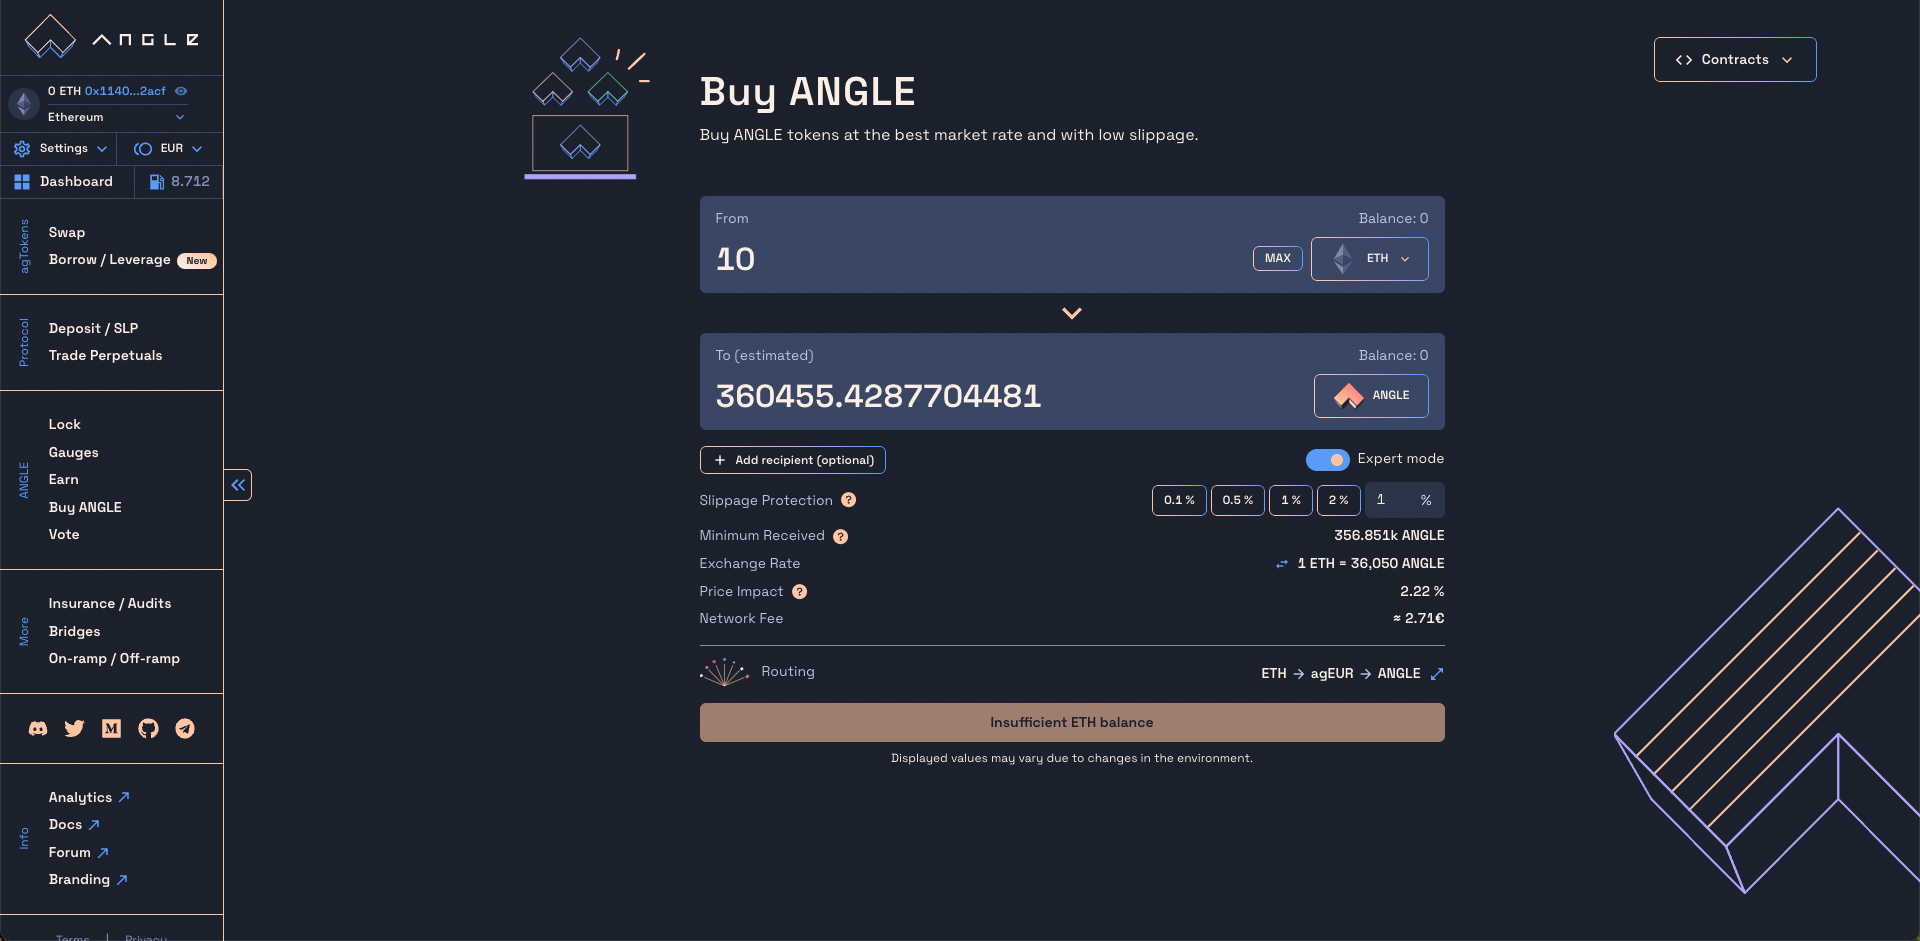 ANGLE
0 ETH 0x1140...2acf
Ethereum
Settings
EUR
Dashboard
8.712
agTokens
Swap
Borrow / Leverage New
Protocol
Deposit / SLP
Trade Perpetuals
ANGLE
Lock
Gauges
Earn
Buy ANGLE
Vote
More
Insurance / Audits
Bridges
On-ramp / Off-ramp
M
Info
Analytics
Docs
Forum
Branding
Terms | Privacy
<> Contracts
Buy ANGLE
Buy ANGLE tokens at the best market rate and with low slippage.
From
Balance: 0
10
MAX
ETH
To (estimated)
Balance: 0
360455.4287704481
ANGLE
+ Add recipient (optional)
Expert mode
Slippage Protection ?
0.1 %
0.5 %
1 %
2 %
1 %
Minimum Received ?
356.851k ANGLE
Exchange Rate
1 ETH = 36,050 ANGLE
Price Impact ?
2.22 %
Network Fee
≈ 2.71€
Routing
ETH → agEUR → ANGLE
Insufficient ETH balance
Displayed values may vary due to changes in the environment.